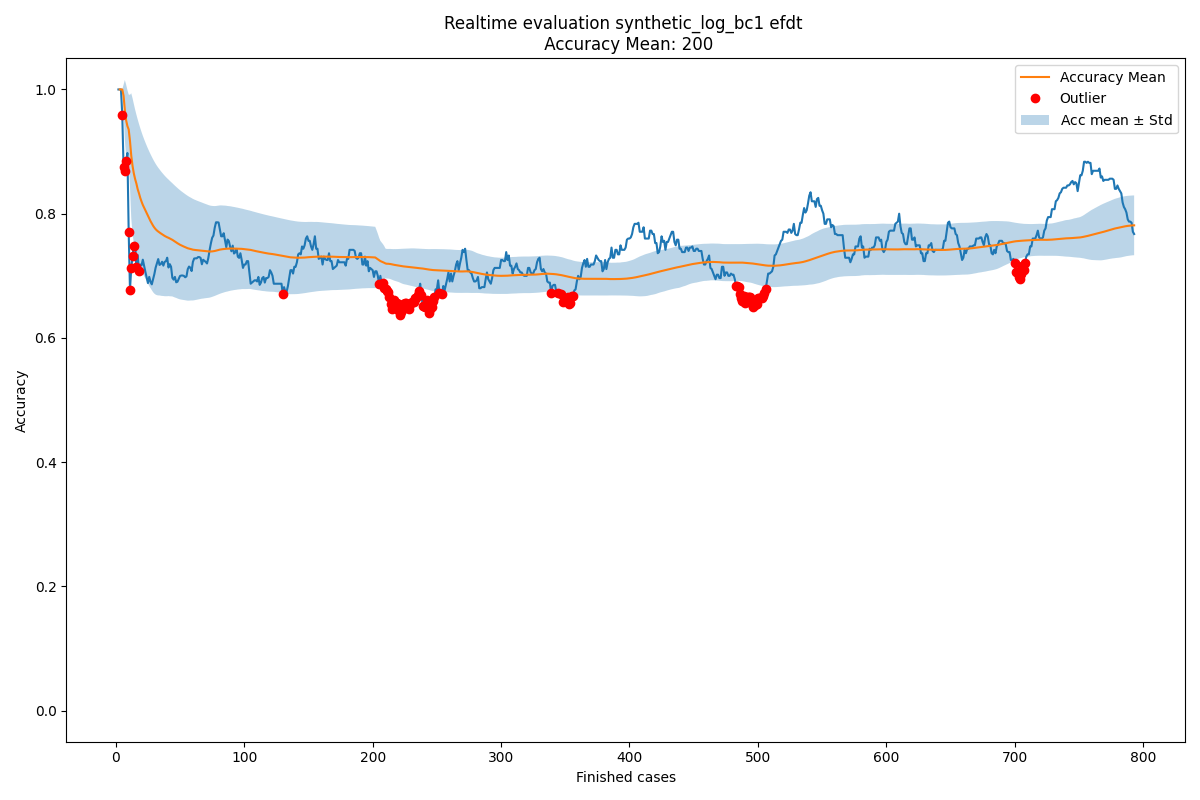 Realtime evaluation synthetic_log_bc1 efdt
Accuracy Mean: 200
Accuracy Mean
Outlier
Acc mean ± Std
1.0
0.8
0.6
0.4
0.2
0.0
Accuracy
0 100 200 300 400 500 600 700 800
Finished cases